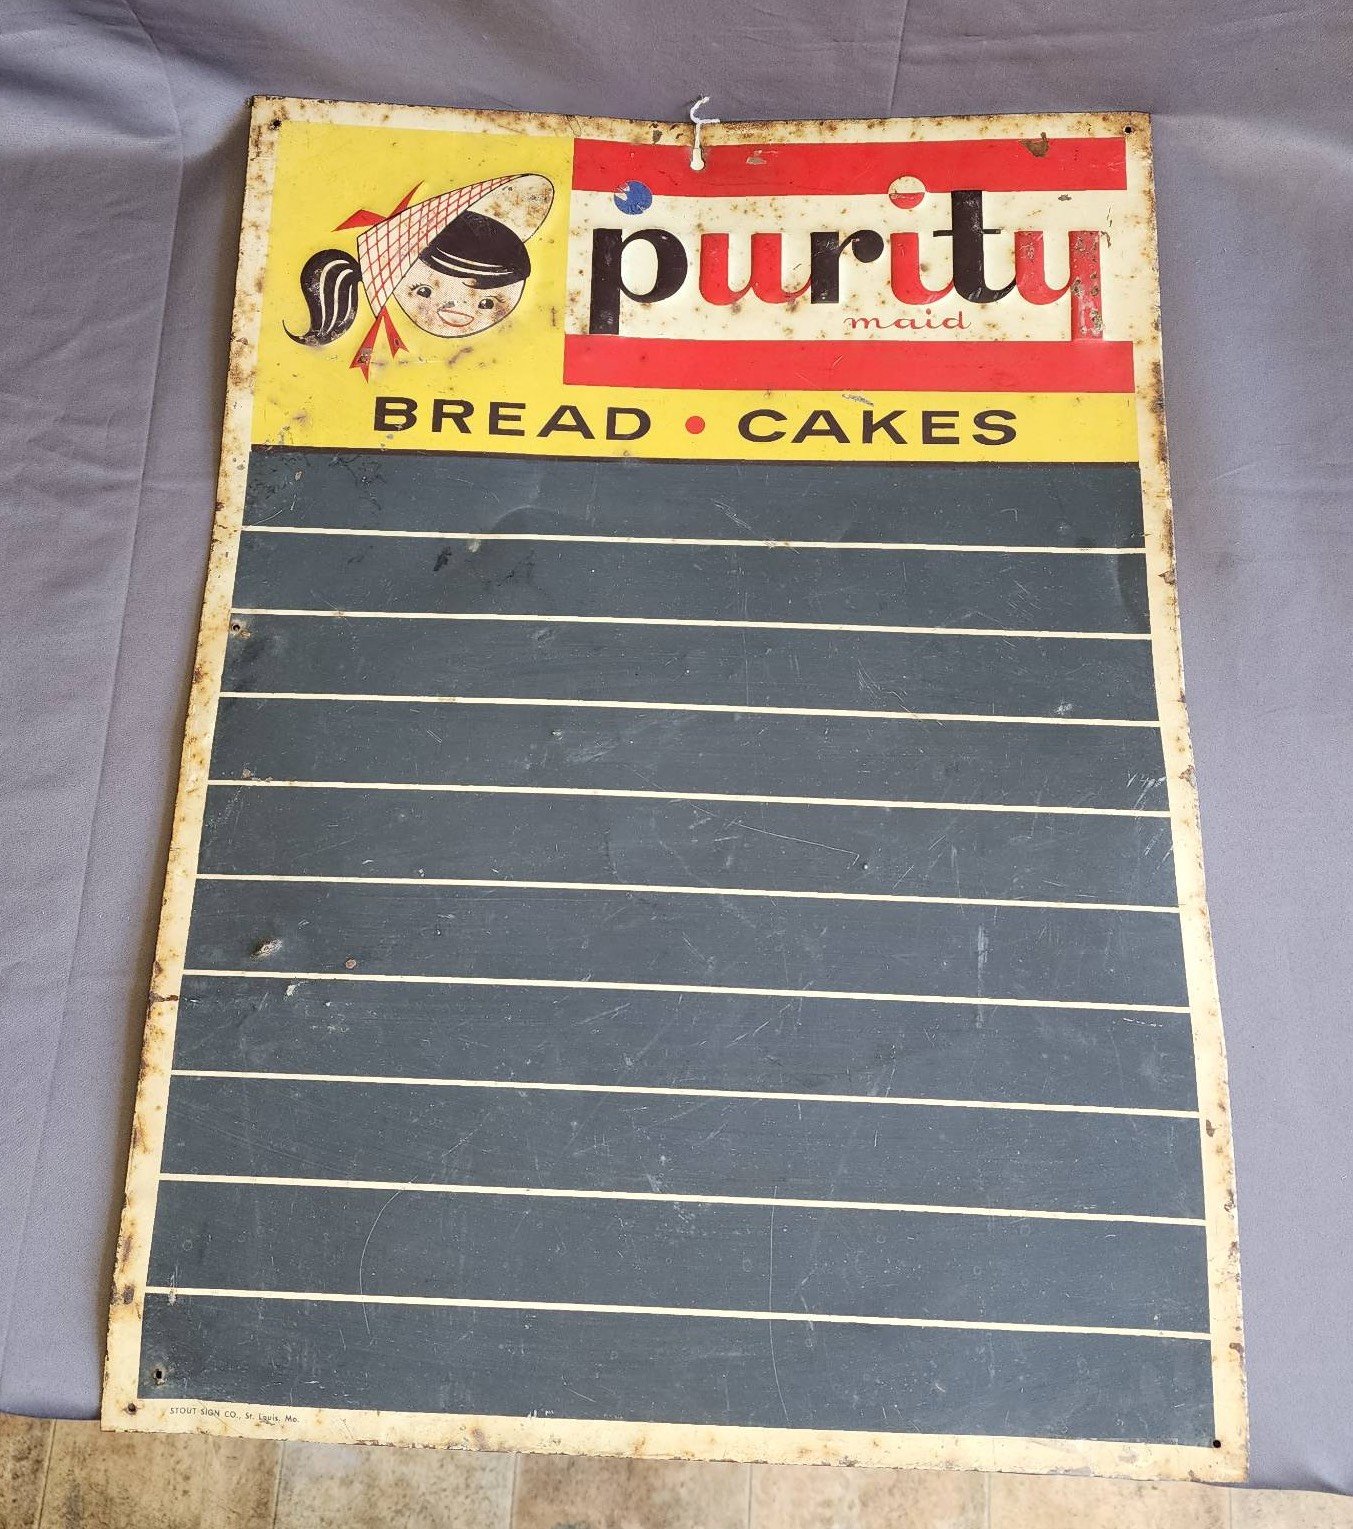 purity
maid
BREAD • CAKES
STOUT SIGN CO., St. Louis, Mo.